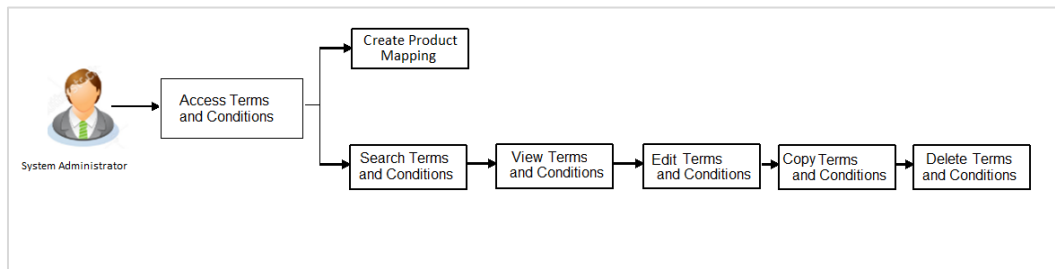 Create Product
Mapping
Access Terms
and Conditions
System Administrator
Search Terms
and Conditions
View Terms
and Conditions
Edit Terms
and Conditions
Copy Terms
and Conditions
Delete Terms
and Conditions